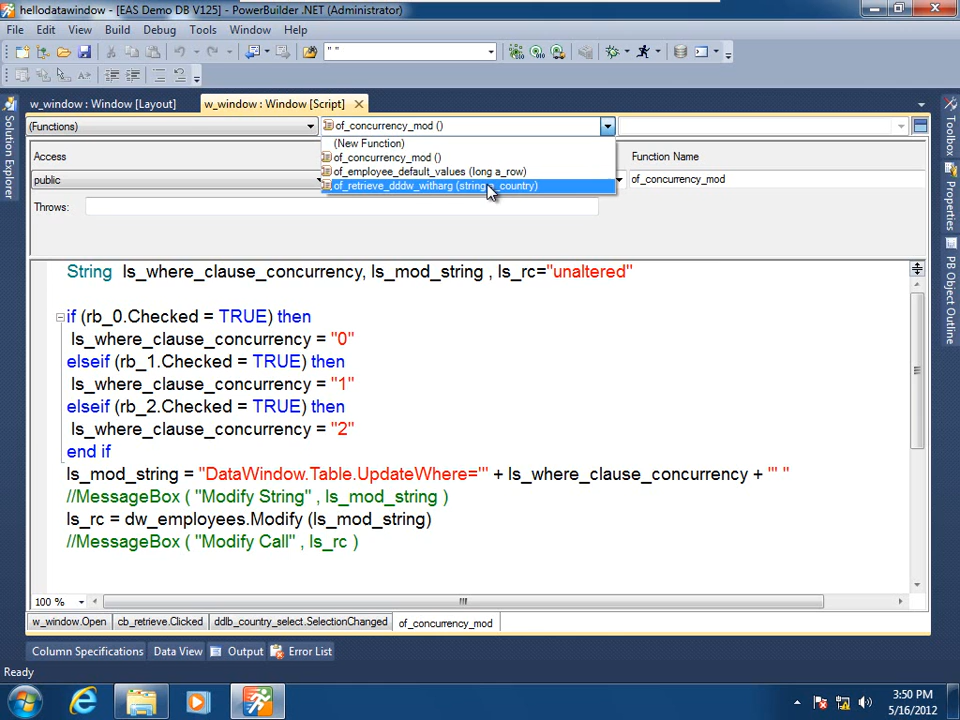 hellodatawindow - [EAS Demo DB V125] - PowerBuilder .NET (Administrator)
File Edit View Build Debug Tools Window Help
" "
w_window : Window [Layout] w_window : Window [Script]
(Functions) of_concurrency_mod ()
(New Function)
of_concurrency_mod ()
of_employee_default_values (long a_row)
of_retrieve_dddw_witharg (string a_country)
Access Function Name
public of_concurrency_mod
Throws:
String ls_where_clause_concurrency, ls_mod_string , ls_rc="unaltered"
if (rb_0.Checked = TRUE) then
ls_where_clause_concurrency = "0"
elseif (rb_1.Checked = TRUE) then
ls_where_clause_concurrency = "1"
elseif (rb_2.Checked = TRUE) then
ls_where_clause_concurrency = "2"
end if
ls_mod_string = "DataWindow.Table.UpdateWhere='" + ls_where_clause_concurrency + "' "
//MessageBox ( "Modify String" , ls_mod_string )
ls_rc = dw_employees.Modify (ls_mod_string)
//MessageBox ( "Modify Call" , ls_rc )
100 %
w_window.Open cb_retrieve.Clicked ddlb_country_select.SelectionChanged of_concurrency_mod
Column Specifications Data View Output Error List
Ready
Solution Explorer
Toolbox
Properties
PB Object Outline
3:50 PM
5/16/2012